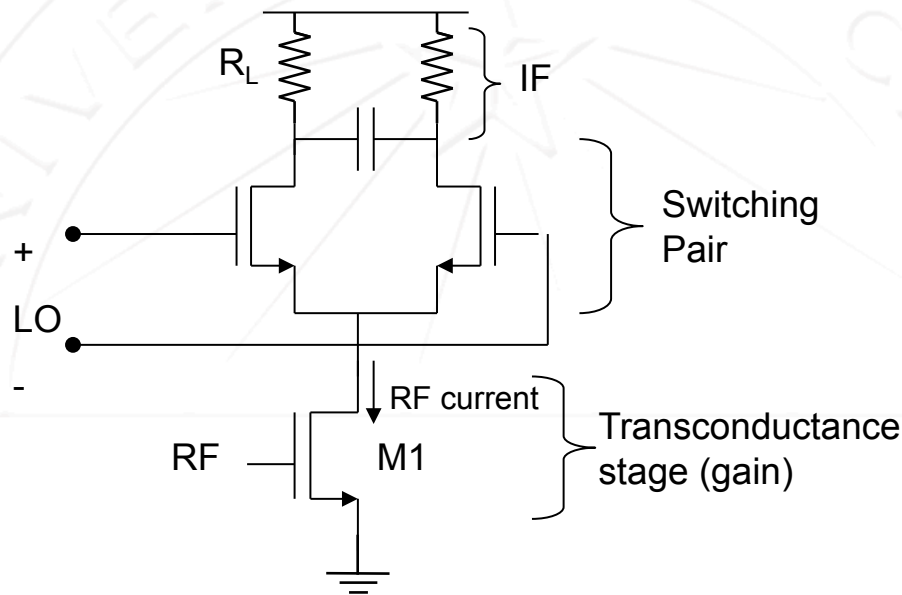 R_L
IF
Switching
Pair
+
LO
-
RF current
RF
M1
Transconductance
stage (gain)